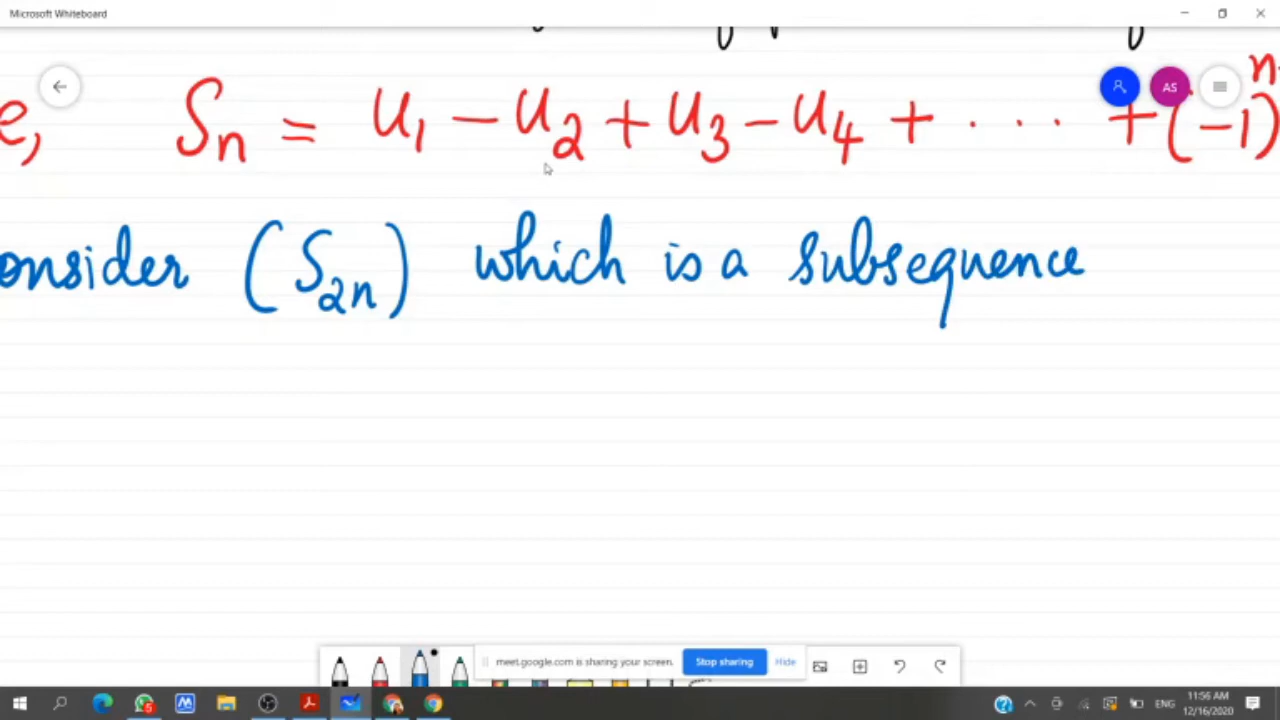 Microsoft Whiteboard
e, Sn = u1 − u2 + u3 − u4 + · · · + (−1)^n
AS
onsider (S2n) which is a subsequence
meet.google.com is sharing your screen. Stop sharing Hide
ENG 11:56 AM
12/16/2020